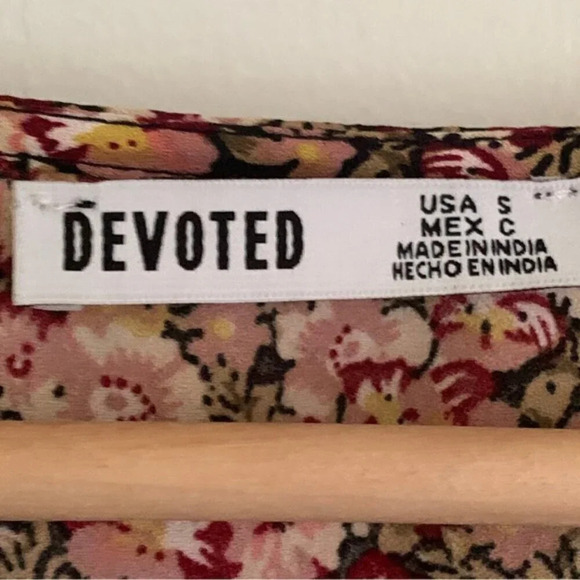 DEVOTED
USA S
MEX C
MADE IN INDIA
HECHO EN INDIA